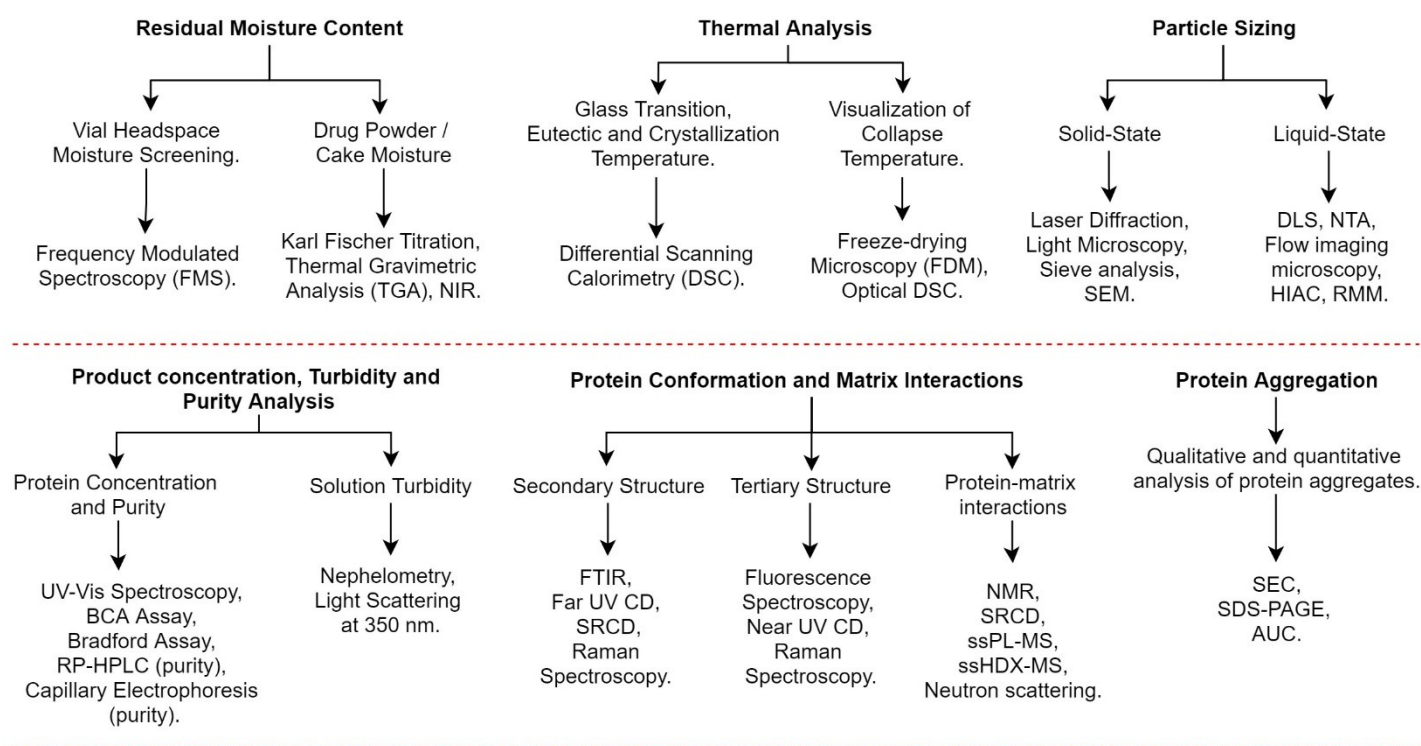 Residual Moisture Content
Vial Headspace
Moisture Screening.
Frequency Modulated
Spectroscopy (FMS).
Drug Powder /
Cake Moisture
Karl Fischer Titration,
Thermal Gravimetric
Analysis (TGA), NIR.
Thermal Analysis
Glass Transition,
Eutectic and Crystallization
Temperature.
Differential Scanning
Calorimetry (DSC).
Visualization of
Collapse
Temperature.
Freeze-drying
Microscopy (FDM),
Optical DSC.
Particle Sizing
Solid-State
Laser Diffraction,
Light Microscopy,
Sieve analysis,
SEM.
Liquid-State
DLS, NTA,
Flow imaging
microscopy,
HIAC, RMM.
Product concentration, Turbidity and
Purity Analysis
Protein Concentration
and Purity
UV-Vis Spectroscopy,
BCA Assay,
Bradford Assay,
RP-HPLC (purity),
Capillary Electrophoresis
(purity).
Solution Turbidity
Nephelometry,
Light Scattering
at 350 nm.
Protein Conformation and Matrix Interactions
Secondary Structure
FTIR,
Far UV CD,
SRCD,
Raman
Spectroscopy.
Tertiary Structure
Fluorescence
Spectroscopy,
Near UV CD,
Raman
Spectroscopy.
Protein-matrix
interactions
NMR,
SRCD,
ssPL-MS,
ssHDX-MS,
Neutron scattering.
Protein Aggregation
Qualitative and quantitative
analysis of protein aggregates.
SEC,
SDS-PAGE,
AUC.